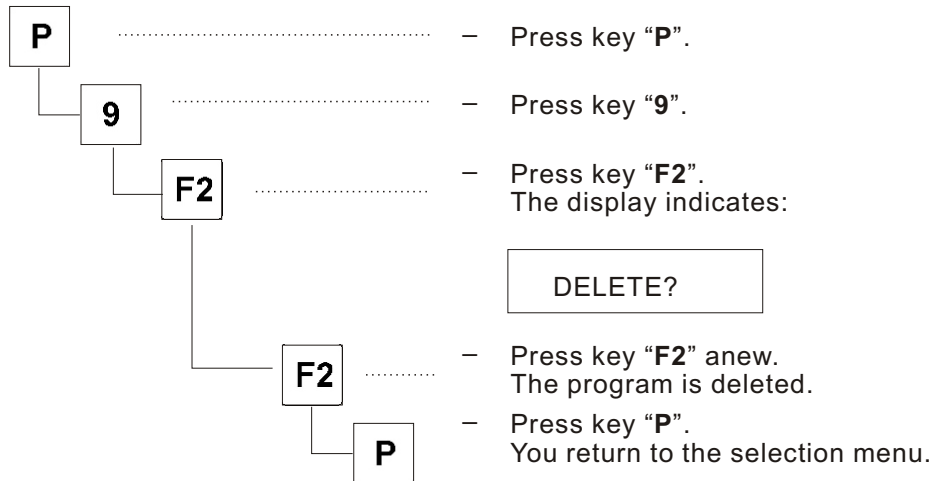 P – Press key “P”.
9 – Press key “9”.
F2 – Press key “F2”.
The display indicates:
DELETE?
F2 – Press key “F2” anew.
The program is deleted.
P – Press key “P”.
You return to the selection menu.